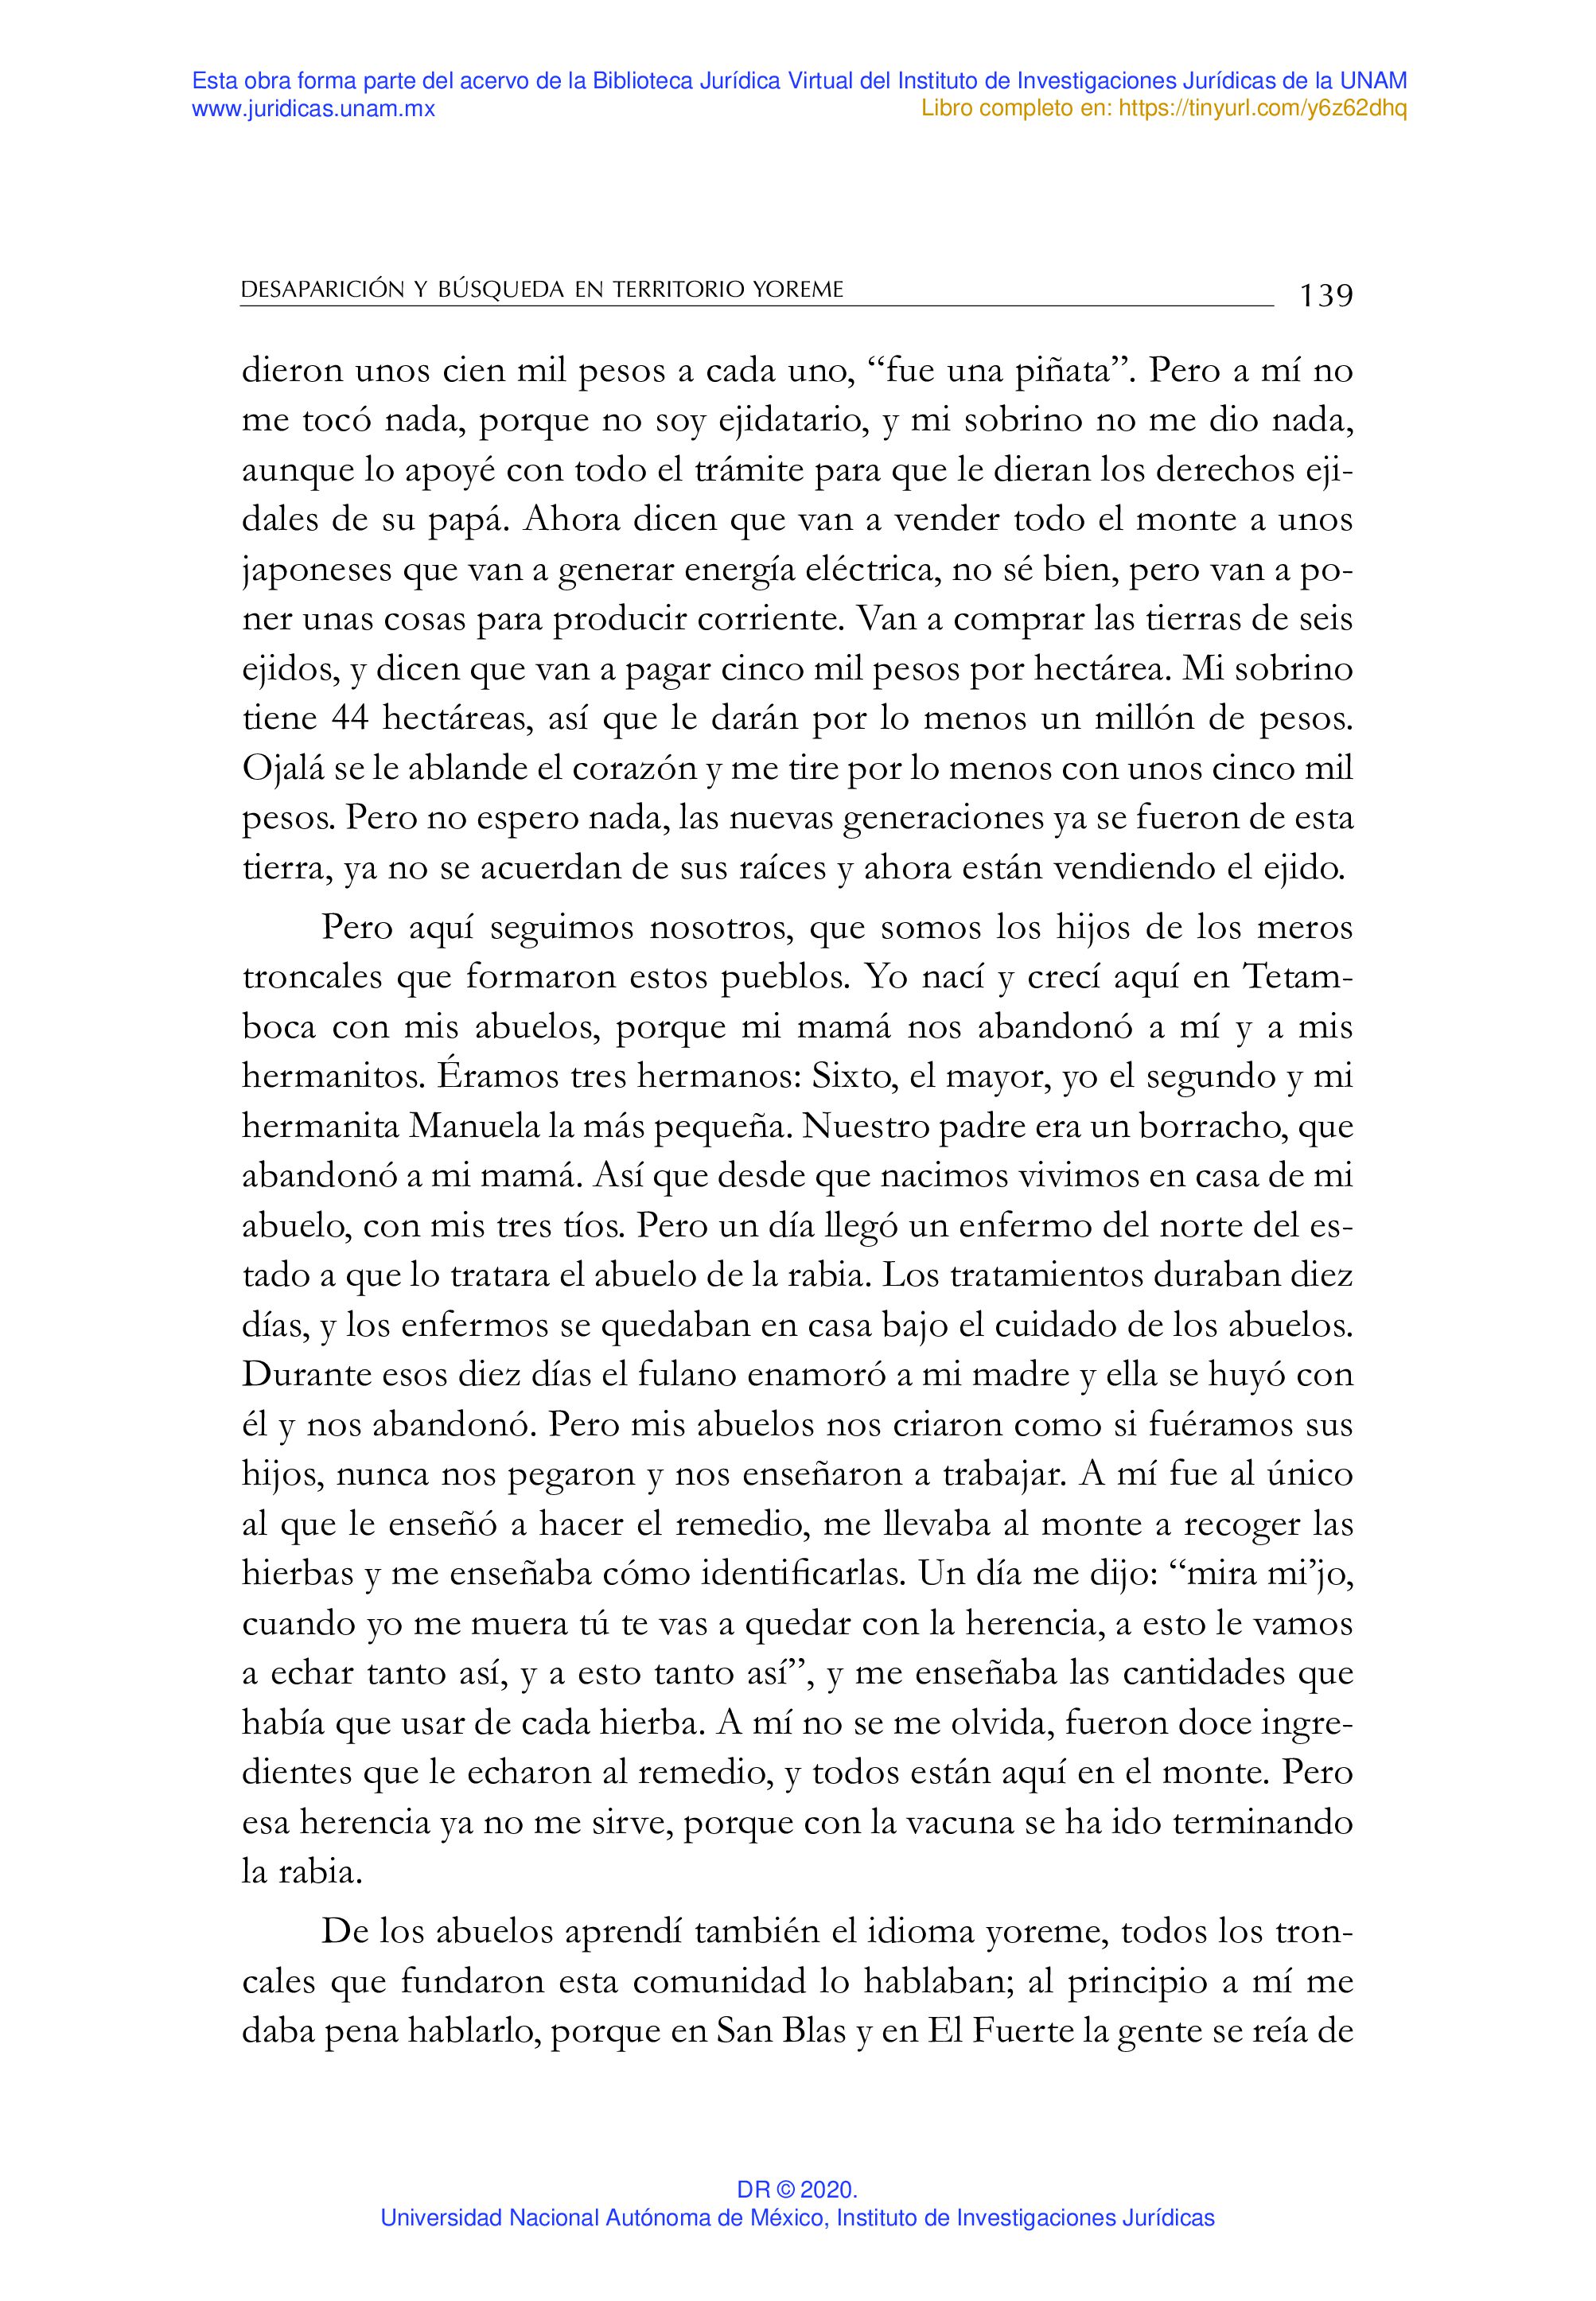 Esta obra forma parte del acervo de la Biblioteca Jurídica Virtual del Instituto de Investigaciones Jurídicas de la UNAM
www.juridicas.unam.mx
Libro completo en: https://tinyurl.com/y6z62dhq
DESAPARICIÓN Y BÚSQUEDA EN TERRITORIO YOREME
139
dieron unos cien mil pesos a cada uno, “fue una piñata”. Pero a mí no
me tocó nada, porque no soy ejidatario, y mi sobrino no me dio nada,
aunque lo apoyé con todo el trámite para que le dieran los derechos eji-
dales de su papá. Ahora dicen que van a vender todo el monte a unos
japoneses que van a generar energía eléctrica, no sé bien, pero van a po-
ner unas cosas para producir corriente. Van a comprar las tierras de seis
ejidos, y dicen que van a pagar cinco mil pesos por hectárea. Mi sobrino
tiene 44 hectáreas, así que le darán por lo menos un millón de pesos.
Ojalá se le ablande el corazón y me tire por lo menos con unos cinco mil
pesos. Pero no espero nada, las nuevas generaciones ya se fueron de esta
tierra, ya no se acuerdan de sus raíces y ahora están vendiendo el ejido.
Pero aquí seguimos nosotros, que somos los hijos de los meros
troncales que formaron estos pueblos. Yo nací y crecí aquí en Tetam-
boca con mis abuelos, porque mi mamá nos abandonó a mí y a mis
hermanitos. Éramos tres hermanos: Sixto, el mayor, yo el segundo y mi
hermanita Manuela la más pequeña. Nuestro padre era un borracho, que
abandonó a mi mamá. Así que desde que nacimos vivimos en casa de mi
abuelo, con mis tres tíos. Pero un día llegó un enfermo del norte del es-
tado a que lo tratara el abuelo de la rabia. Los tratamientos duraban diez
días, y los enfermos se quedaban en casa bajo el cuidado de los abuelos.
Durante esos diez días el fulano enamoró a mi madre y ella se huyó con
él y nos abandonó. Pero mis abuelos nos criaron como si fuéramos sus
hijos, nunca nos pegaron y nos enseñaron a trabajar. A mí fue al único
al que le enseñó a hacer el remedio, me llevaba al monte a recoger las
hierbas y me enseñaba cómo identificarlas. Un día me dijo: “mira mi’jo,
cuando yo me muera tú te vas a quedar con la herencia, a esto le vamos
a echar tanto así, y a esto tanto así”, y me enseñaba las cantidades que
había que usar de cada hierba. A mí no se me olvida, fueron doce ingre-
dientes que le echaron al remedio, y todos están aquí en el monte. Pero
esa herencia ya no me sirve, porque con la vacuna se ha ido terminando
la rabia.
De los abuelos aprendí también el idioma yoreme, todos los tron-
cales que fundaron esta comunidad lo hablaban; al principio a mí me
daba pena hablarlo, porque en San Blas y en El Fuerte la gente se reía de
DR © 2020.
Universidad Nacional Autónoma de México, Instituto de Investigaciones Jurídicas